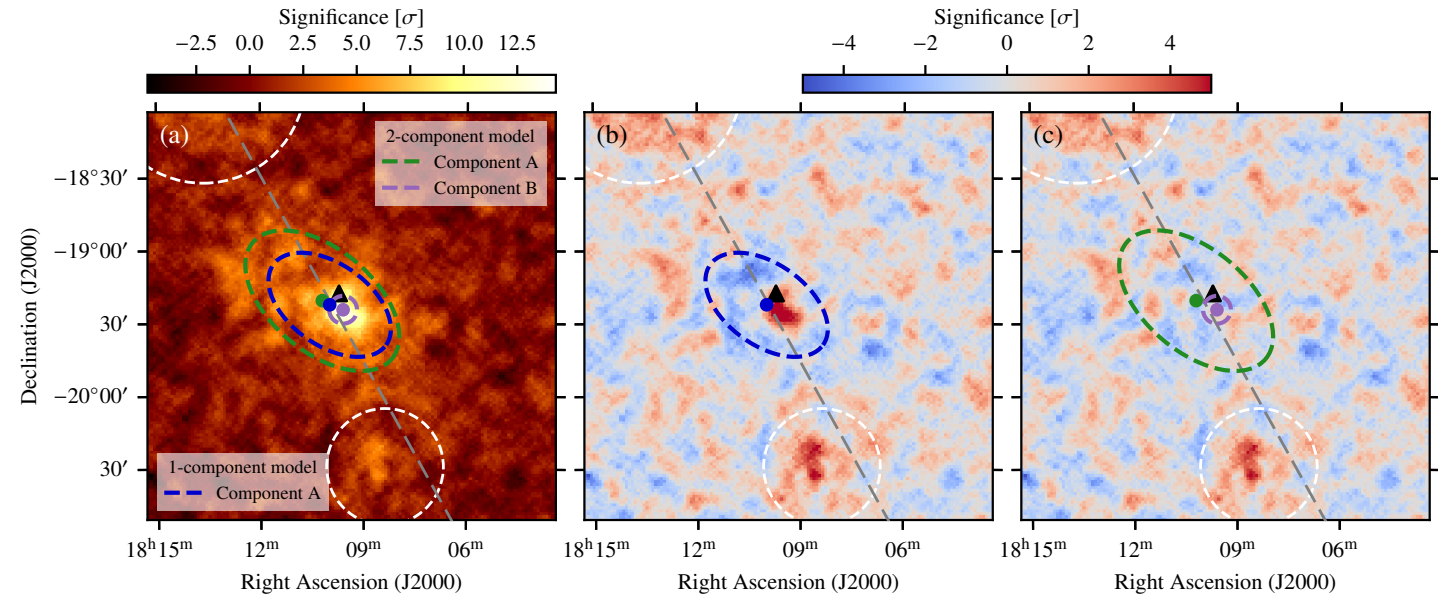 Significance [σ]
Significance [σ]
−2.5 0.0 2.5 5.0 7.5 10.0 12.5
−4 −2 0 2 4
(a)
2-component model
Component A
Component B
1-component model
Component A
(b)
(c)
−18°30′
−19°00′
30′
−20°00′
30′
Declination (J2000)
18ʰ15ᵐ 12ᵐ 09ᵐ 06ᵐ
18ʰ15ᵐ 12ᵐ 09ᵐ 06ᵐ
18ʰ15ᵐ 12ᵐ 09ᵐ 06ᵐ
Right Ascension (J2000)
Right Ascension (J2000)
Right Ascension (J2000)